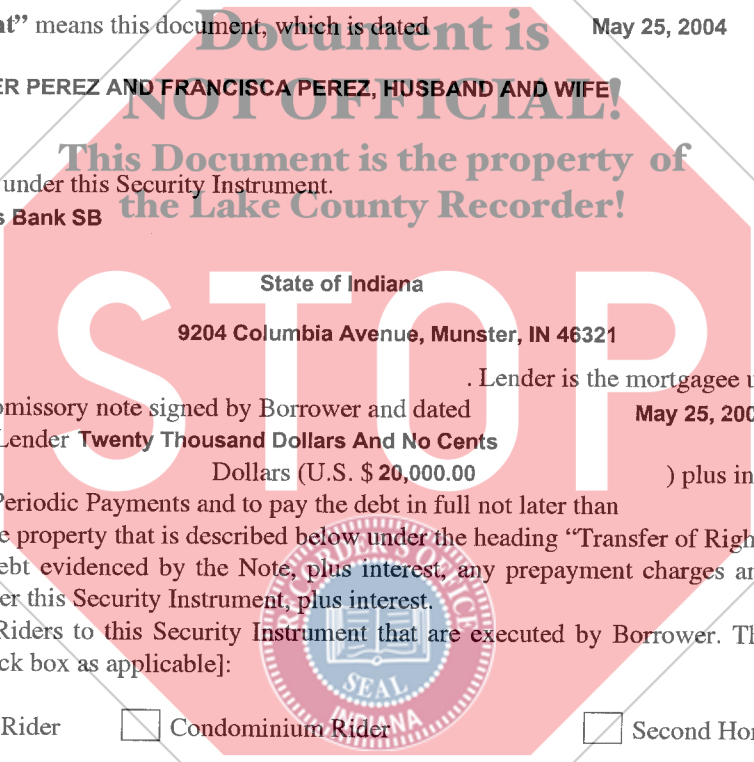 nt” means this document, which is dated May 25, 2004
Document is
ER PEREZ AND FRANCISCA PEREZ, HUSBAND AND WIFE
NOT OFFICIAL!
This Document is the property of
under this Security Instrument.
s Bank SB
the Lake County Recorder!
State of Indiana
9204 Columbia Avenue, Munster, IN 46321
STOP
. Lender is the mortgagee u
omissory note signed by Borrower and dated May 25, 200
Lender Twenty Thousand Dollars And No Cents
Dollars (U.S. $ 20,000.00 ) plus in
Periodic Payments and to pay the debt in full not later than
e property that is described below under the heading “Transfer of Righ
ebt evidenced by the Note, plus interest, any prepayment charges an
er this Security Instrument, plus interest.
Riders to this Security Instrument that are executed by Borrower. Th
ck box as applicable]:
RECORDER'S OFFICE
SEAL
INDIANA
Rider Condominium Rider Second Hom